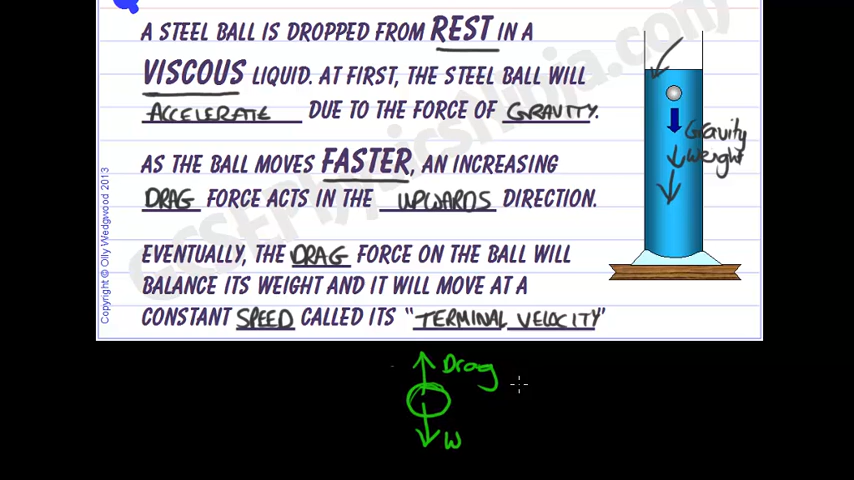 A STEEL BALL IS DROPPED FROM REST IN A
VISCOUS LIQUID. AT FIRST, THE STEEL BALL WILL
ACCELERATE DUE TO THE FORCE OF GRAVITY.
AS THE BALL MOVES FASTER, AN INCREASING
DRAG FORCE ACTS IN THE UPWARDS DIRECTION.
EVENTUALLY, THE DRAG FORCE ON THE BALL WILL
BALANCE ITS WEIGHT AND IT WILL MOVE AT A
CONSTANT SPEED CALLED ITS "TERMINAL VELOCITY"
Gravity
Weight
Copyright © Olly Wedgwood 2013
GCSEPhysicsNinja.com
Drag
W